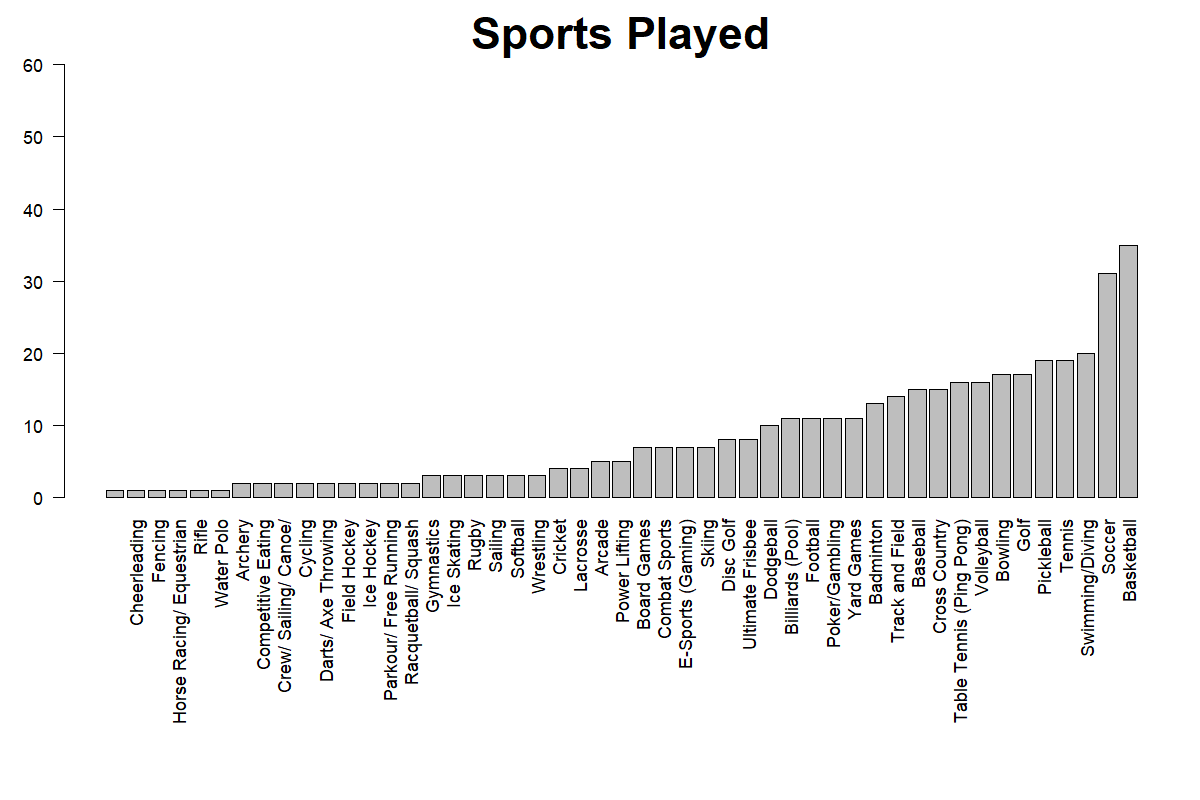 Sports Played
60
50
40
30
20
10
0
Cheerleading
Fencing
Horse Racing/ Equestrian
Rifle
Water Polo
Archery
Competitive Eating
Crew/ Sailing/ Canoe/
Cycling
Darts/ Axe Throwing
Field Hockey
Ice Hockey
Parkour/ Free Running
Racquetball/ Squash
Gymnastics
Ice Skating
Rugby
Sailing
Softball
Wrestling
Cricket
Lacrosse
Arcade
Power Lifting
Board Games
Combat Sports
E-Sports (Gaming)
Skiing
Disc Golf
Ultimate Frisbee
Dodgeball
Billiards (Pool)
Football
Poker/Gambling
Yard Games
Badminton
Track and Field
Baseball
Cross Country
Table Tennis (Ping Pong)
Volleyball
Bowling
Golf
Pickleball
Tennis
Swimming/Diving
Soccer
Basketball